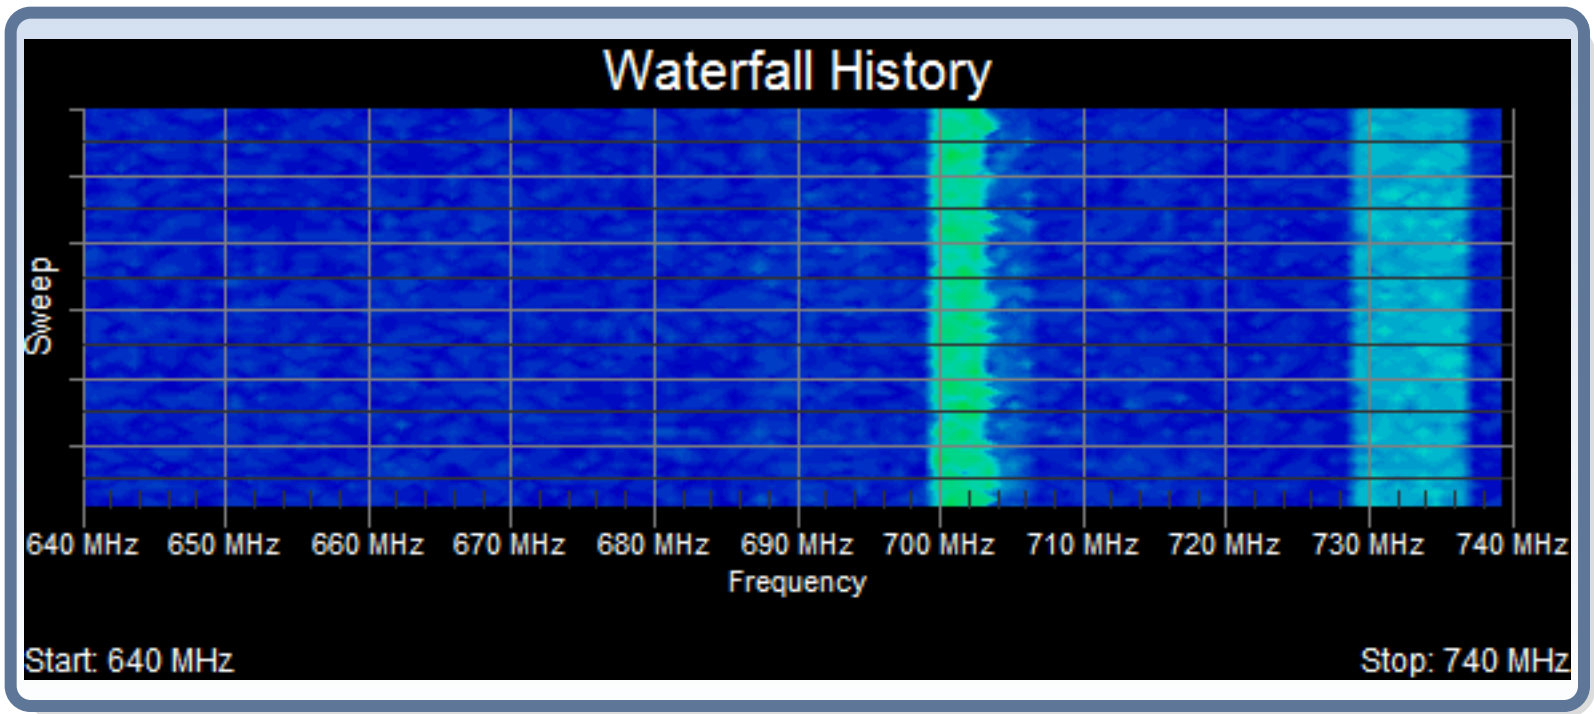 Waterfall History
Sweep
640 MHz 650 MHz 660 MHz 670 MHz 680 MHz 690 MHz 700 MHz 710 MHz 720 MHz 730 MHz 740 MHz
Frequency
Start: 640 MHz
Stop: 740 MHz